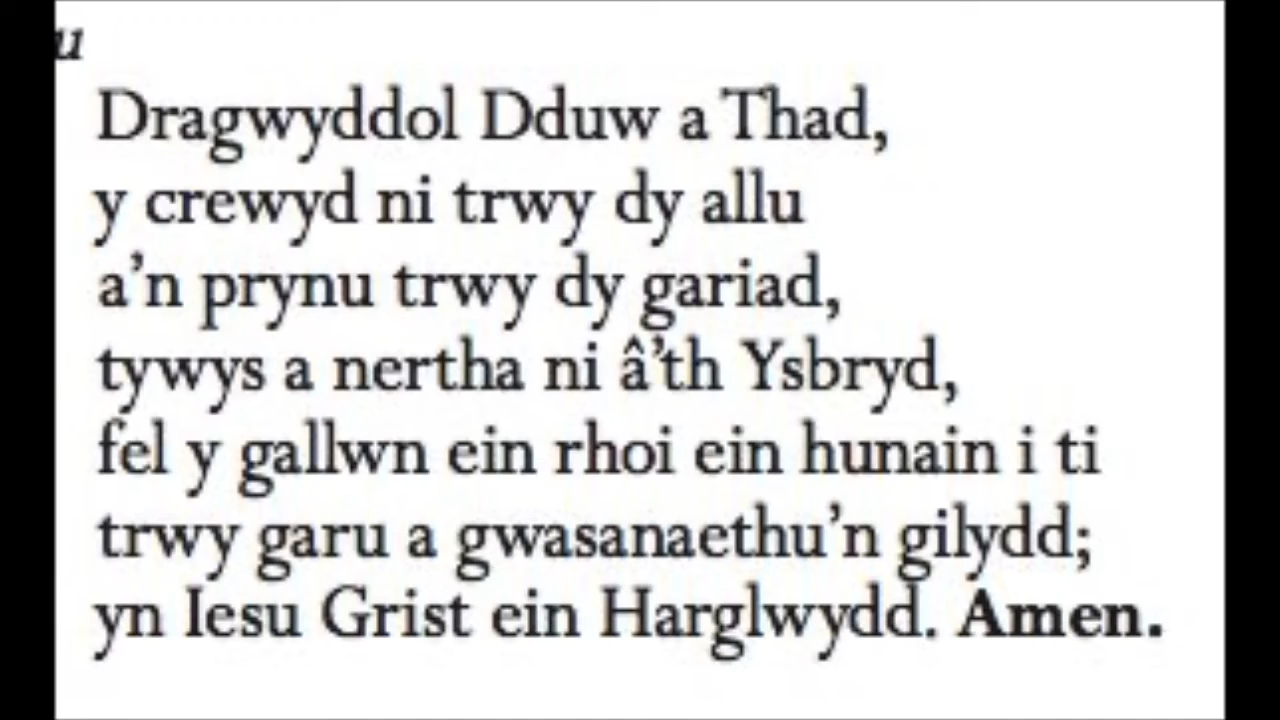 u
Dragwyddol Dduw a Thad,
y crewyd ni trwy dy allu
a’n prynu trwy dy gariad,
tywys a nertha ni â’th Ysbryd,
fel y gallwn ein rhoi ein hunain i ti
trwy garu a gwasanaethu’n gilydd;
yn Iesu Grist ein Harglwydd. Amen.